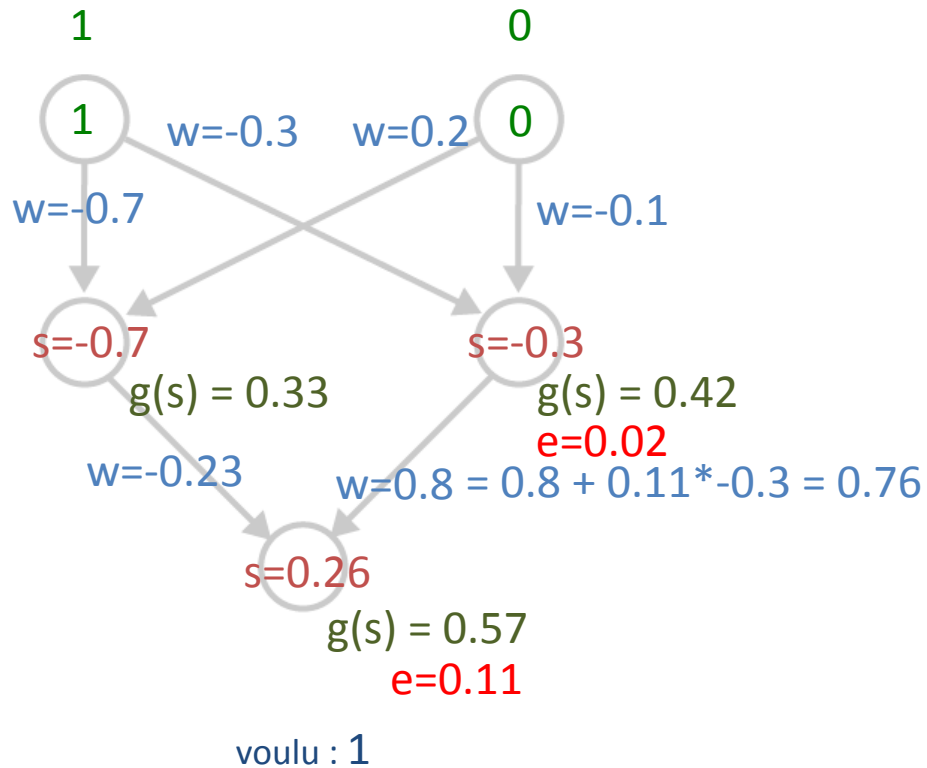 1
0
1
0
w=-0.3
w=0.2
w=-0.7
w=-0.1
s=-0.7
s=-0.3
g(s) = 0.33
g(s) = 0.42
e=0.02
w=-0.23
w=0.8 = 0.8 + 0.11*-0.3 = 0.76
s=0.26
g(s) = 0.57
e=0.11
voulu : 1